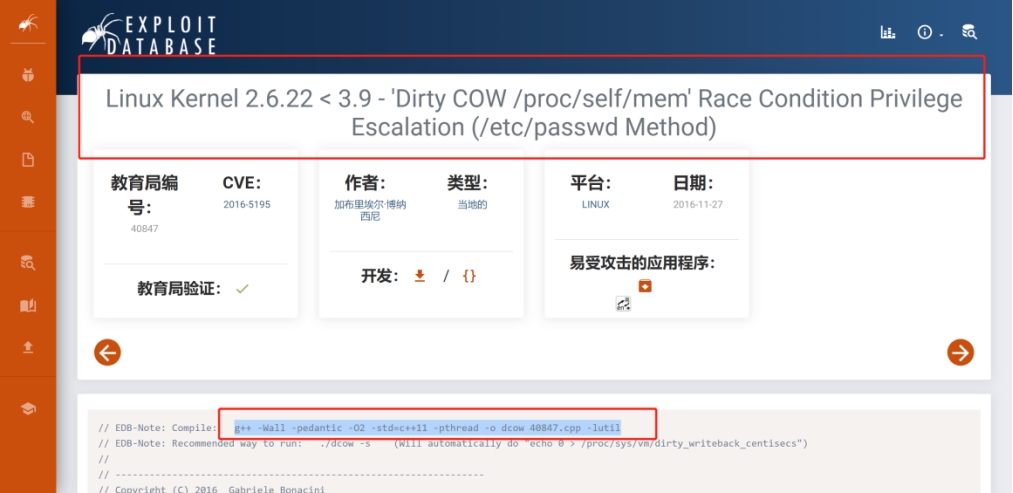 EXPLOIT
DATABASE
Linux Kernel 2.6.22 < 3.9 - 'Dirty COW /proc/self/mem' Race Condition Privilege
Escalation (/etc/passwd Method)
教育局编号:
40847
CVE:
2016-5195
作者:
加布里埃尔·博纳西尼
类型:
当地的
平台:
LINUX
日期:
2016-11-27
教育局验证:
开发: / {}
易受攻击的应用程序:
// EDB-Note: Compile: g++ -Wall -pedantic -O2 -std=c++11 -pthread -o dcow 40847.cpp -lutil
// EDB-Note: Recommended way to run: ./dcow -s (Will automatically do "echo 0 > /proc/sys/vm/dirty_writeback_centisecs")
//
// -----------------------------------------------------------------
// Copyright (C) 2016 Gabriele Bonacini